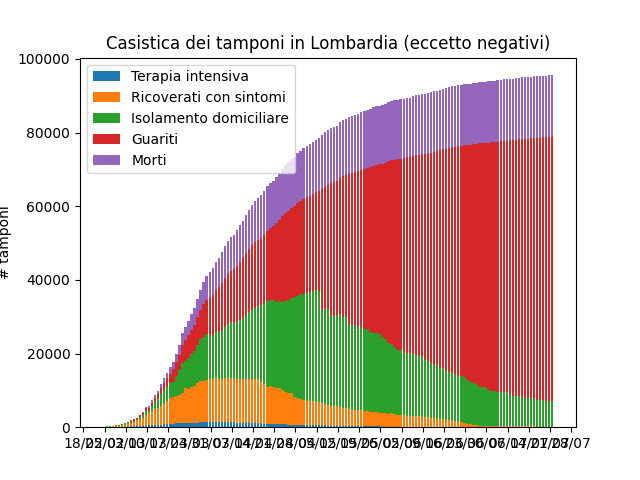 Casistica dei tamponi in Lombardia (eccetto negativi)
100000
80000
60000
40000
20000
0
# tamponi
Terapia intensiva
Ricoverati con sintomi
Isolamento domiciliare
Guariti
Morti